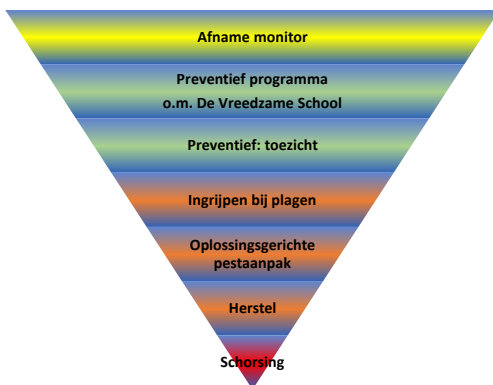 Afname monitor
Preventief programma
o.m. De Vreedzame School
Preventief: toezicht
Ingrijpen bij plagen
Oplossingsgerichte
pestaanpak
Herstel
Schorsing